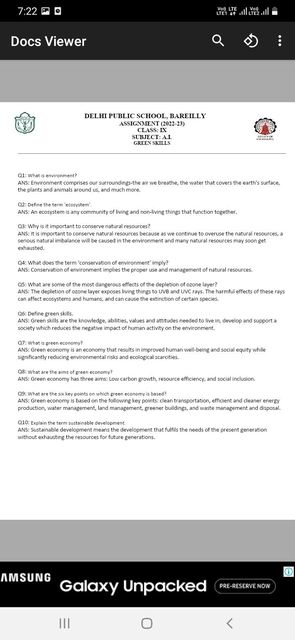 7:22
Vo)) LTE
LTE1
Vo))
LTE2
Docs Viewer
DELHI PUBLIC SCHOOL, BAREILLY
ASSIGNMENT (2022-23)
CLASS: IX
SUBJECT: A.I.
GREEN SKILLS
Q1: What is environment?
ANS: Environment comprises our surroundings-the air we breathe, the water that covers the earth's surface,
the plants and animals around us, and much more.
Q2: Define the term 'ecosystem'.
ANS: An ecosystem is any community of living and non-living things that function together.
Q3: Why is it important to conserve natural resources?
ANS: It is important to conserve natural resources because as we continue to overuse the natural resources, a
serious natural imbalance will be caused in the environment and many natural resources may soon get
exhausted.
Q4: What does the term 'conservation of environment' imply?
ANS: Conservation of environment implies the proper use and management of natural resources.
Q5: What are some of the most dangerous effects of the depletion of ozone layer?
ANS: The depletion of ozone layer exposes living things to UVB and UVC rays. The harmful effects of these rays
can affect ecosystems and humans, and can cause the extinction of certain species.
Q6: Define green skills.
ANS: Green skills are the knowledge, abilities, values and attitudes needed to live in, develop and support a
society which reduces the negative impact of human activity on the environment.
Q7: What is green economy?
ANS: Green economy is an economy that results in improved human well-being and social equity while
significantly reducing environmental risks and ecological scarcities.
Q8: What are the aims of green economy?
ANS: Green economy has three aims: Low carbon growth, resource efficiency, and social inclusion.
Q9: What are the six key points on which green economy is based?
ANS: Green economy is based on the following key points: clean transportation, efficient and cleaner energy
production, water management, land management, greener buildings, and waste management and disposal.
Q10: Explain the term sustainable development.
ANS: Sustainable development means the development that fulfils the needs of the present generation
without exhausting the resources for future generations.
SAMSUNG
Galaxy Unpacked
PRE-RESERVE NOW